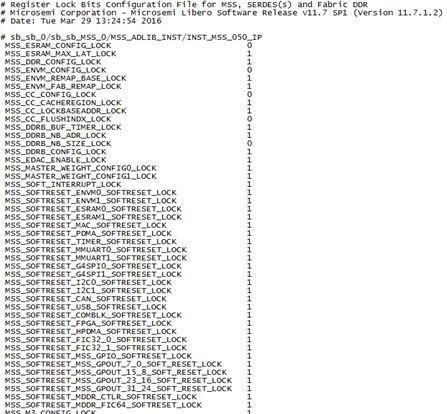 # Register Lock Bits Configuration File for MSS, SERDES(s) and Fabric DDR
# Microsemi Corporation - Microsemi Libero Software Release v11.7 SP1 (Version 11.7.1.2)
# Date: Tue Mar 29 13:24:54 2016
# sb_sb_0/sb_sb_MSS_0/MSS_ADLIB_INST/INST_MSS_050_IP
MSS_ESRAM_CONFIG_LOCK 0
MSS_ESRAM_MAX_LAT_LOCK 1
MSS_DDR_CONFIG_LOCK 1
MSS_ENVM_CONFIG_LOCK 0
MSS_ENVM_REMAP_BASE_LOCK 1
MSS_ENVM_FAB_REMAP_LOCK 1
MSS_CC_CONFIG_LOCK 0
MSS_CC_CACHEREGION_LOCK 1
MSS_CC_LOCKBASEADDR_LOCK 1
MSS_CC_FLUSHINDX_LOCK 0
MSS_DDRB_BUF_TIMER_LOCK 1
MSS_DDRB_NB_ADR_LOCK 1
MSS_DDRB_NB_SIZE_LOCK 0
MSS_DDRB_CONFIG_LOCK 1
MSS_EDAC_ENABLE_LOCK 1
MSS_MASTER_WEIGHT_CONFIG0_LOCK 1
MSS_MASTER_WEIGHT_CONFIG1_LOCK 1
MSS_SOFT_INTERRUPT_LOCK 1
MSS_SOFTRESET_ENVM0_SOFTRESET_LOCK 1
MSS_SOFTRESET_ENVM1_SOFTRESET_LOCK 1
MSS_SOFTRESET_ESRAM0_SOFTRESET_LOCK 1
MSS_SOFTRESET_ESRAM1_SOFTRESET_LOCK 1
MSS_SOFTRESET_MAC_SOFTRESET_LOCK 1
MSS_SOFTRESET_PDMA_SOFTRESET_LOCK 1
MSS_SOFTRESET_TIMER_SOFTRESET_LOCK 1
MSS_SOFTRESET_MMUART0_SOFTRESET_LOCK 1
MSS_SOFTRESET_MMUART1_SOFTRESET_LOCK 1
MSS_SOFTRESET_G4SPI0_SOFTRESET_LOCK 1
MSS_SOFTRESET_G4SPI1_SOFTRESET_LOCK 1
MSS_SOFTRESET_I2C0_SOFTRESET_LOCK 1
MSS_SOFTRESET_I2C1_SOFTRESET_LOCK 1
MSS_SOFTRESET_CAN_SOFTRESET_LOCK 1
MSS_SOFTRESET_USB_SOFTRESET_LOCK 1
MSS_SOFTRESET_COMBLK_SOFTRESET_LOCK 1
MSS_SOFTRESET_FPGA_SOFTRESET_LOCK 1
MSS_SOFTRESET_HPDMA_SOFTRESET_LOCK 1
MSS_SOFTRESET_FIC32_0_SOFTRESET_LOCK 1
MSS_SOFTRESET_FIC32_1_SOFTRESET_LOCK 1
MSS_SOFTRESET_MSS_GPIO_SOFTRESET_LOCK 1
MSS_SOFTRESET_MSS_GPOUT_7_0_SOFT_RESET_LOCK 1
MSS_SOFTRESET_MSS_GPOUT_15_8_SOFT_RESET_LOCK 1
MSS_SOFTRESET_MSS_GPOUT_23_16_SOFT_RESET_LOCK 1
MSS_SOFTRESET_MSS_GPOUT_31_24_SOFT_RESET_LOCK 1
MSS_SOFTRESET_MDDR_CTLR_SOFTRESET_LOCK 1
MSS_SOFTRESET_MDDR_FIC64_SOFTRESET_LOCK 1
MSS_M3_CONFIG_LOCK 1